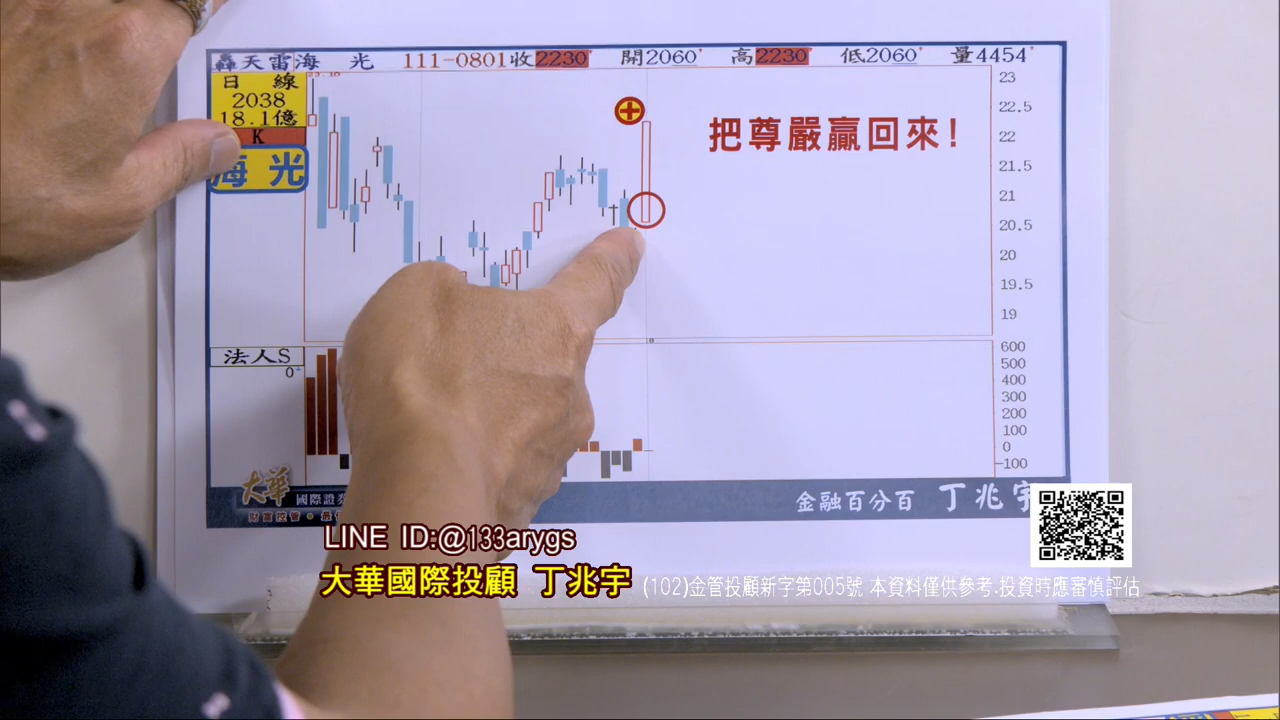 轟天雷海 光 111-0801收2230 開2060 高2230 低2060 量4454
日 線
2038
18.1億
K
海光
23
22.5
22
21.5
21
20.5
20
19.5
19
把尊嚴贏回來!
法人S
0
600
500
400
300
200
100
0
-100
大華 國際證
金融百分百 丁兆宇
LINE ID:@133arygs
大華國際投顧 丁兆宇
(102)金管投顧新字第005號 本資料僅供參考.投資時應審慎評估